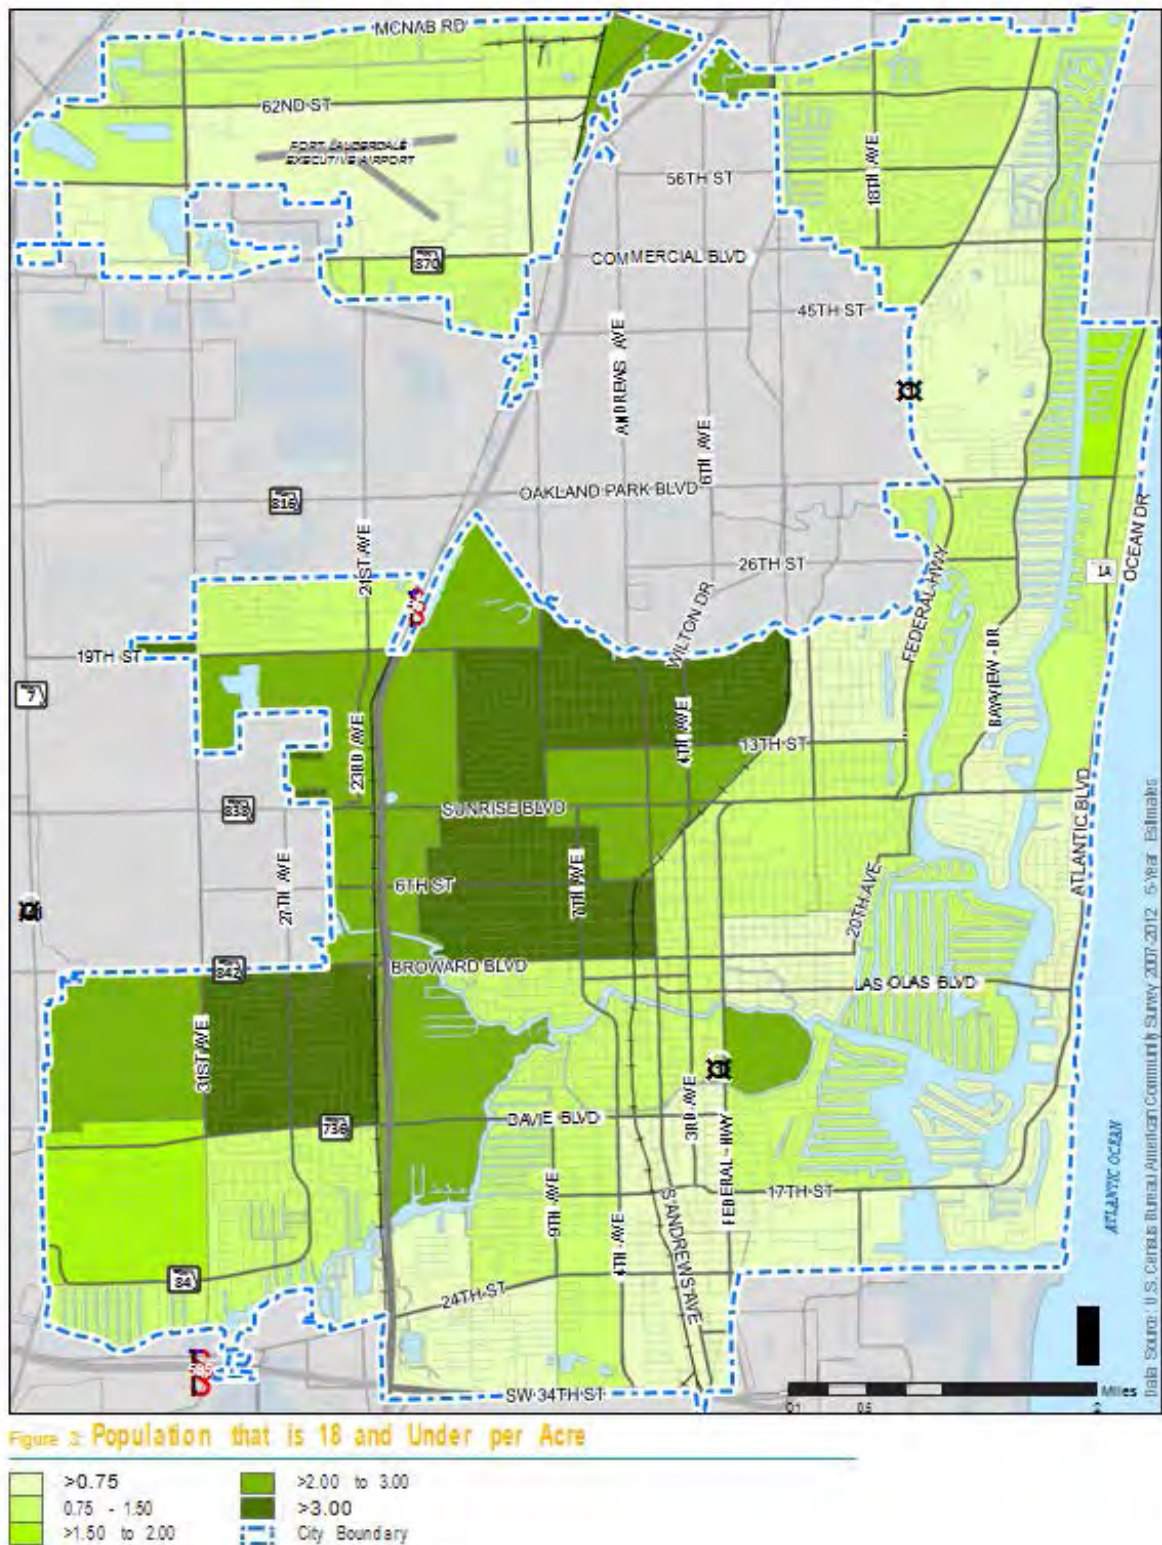 MCNAB RD
62ND ST
FORT LAUDERDALE
EXECUTIVE AIRPORT
56TH ST
18TH AVE
COMMERCIAL BLVD
870
45TH ST
ANDREWS AVE
6TH AVE
OAKLAND PARK BLVD
816
21ST AVE
26TH ST
FEDERAL HWY
OCEAN DR
WILTON DR
19TH ST
7
BAYVIEW DR
4TH AVE
23RD AVE
13TH ST
838
SUNRISE BLVD
ATLANTIC BLVD
27TH AVE
6TH ST
7TH AVE
20TH AVE
842
BROWARD BLVD
LAS OLAS BLVD
31ST AVE
3RD AVE
736
DAVIE BLVD
FEDERAL HWY
ATLANTIC OCEAN
9TH AVE
17TH ST
4TH AVE
S ANDREWS AVE
84
24TH ST
595
SW 34TH ST
Miles
0.5
2
Data Source: U.S. Census Bureau American Community Survey 2007-2012 5-Year Estimates
Figure 3: Population that is 18 and Under per Acre
>0.75
0.75 - 1.50
>1.50 to 2.00
>2.00 to 3.00
>3.00
City Boundary